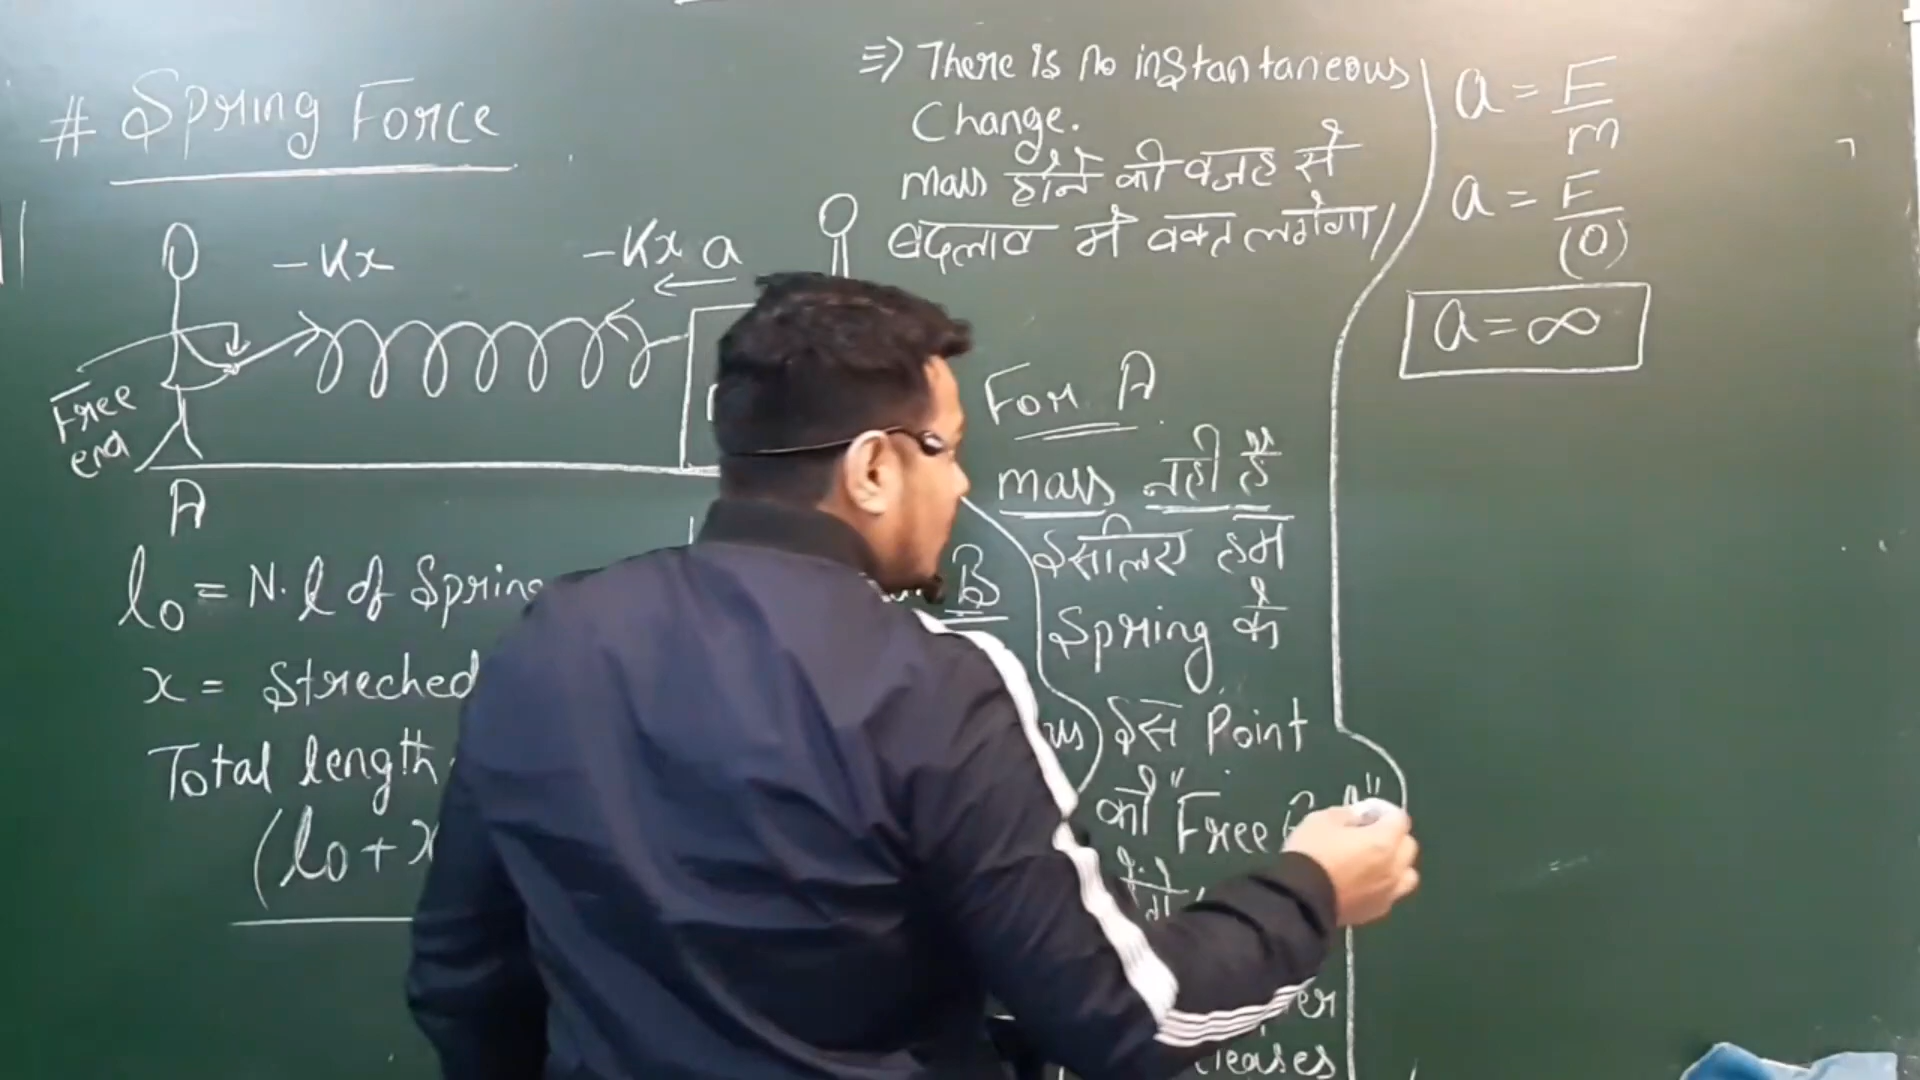 # Spring Force
-Kx
-Kx a
Free
end
A
l0 = N.l of Spring
x = Streched
Total length
(l0 + x
=> There is no instantaneous
Change.
mass होने की वजह से
बदलाव में वक्त लगेगा।
B
For A
mass नही है
इसलिए हम
Spring के
इस Point
को "Free
a = F/m
a = F/(0)
a = ∞